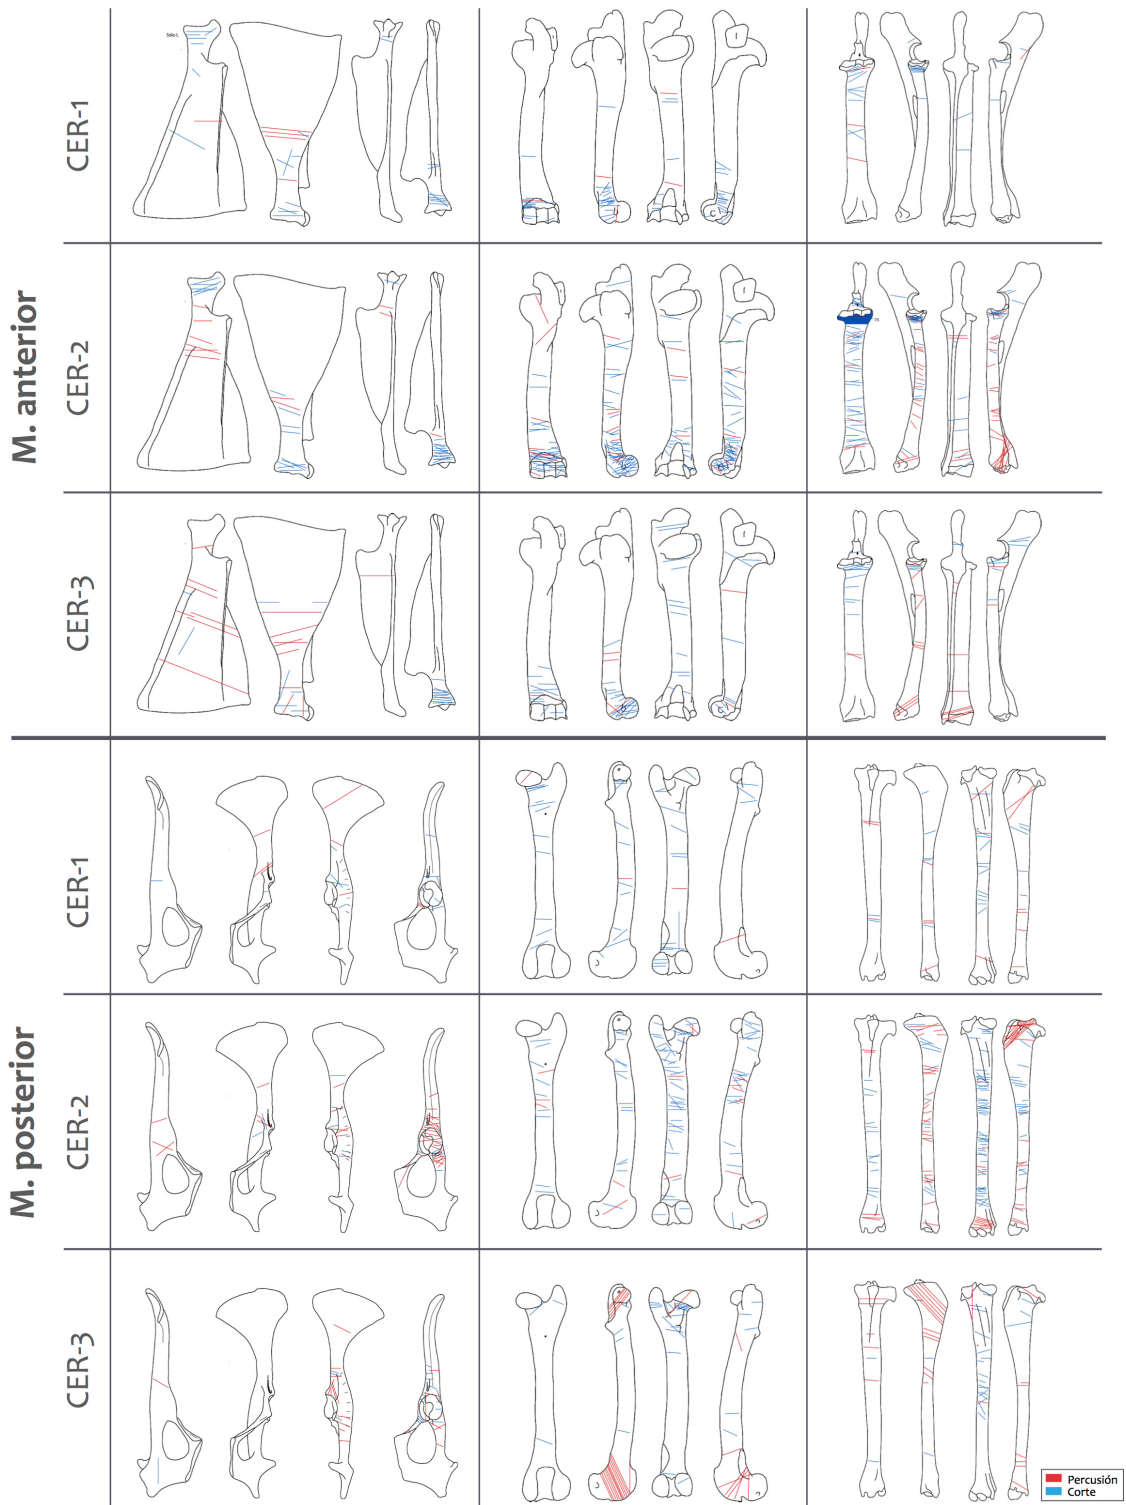 M. anterior
CER-1
CER-2
CER-3
M. posterior
CER-1
CER-2
CER-3
Percusión
Corte